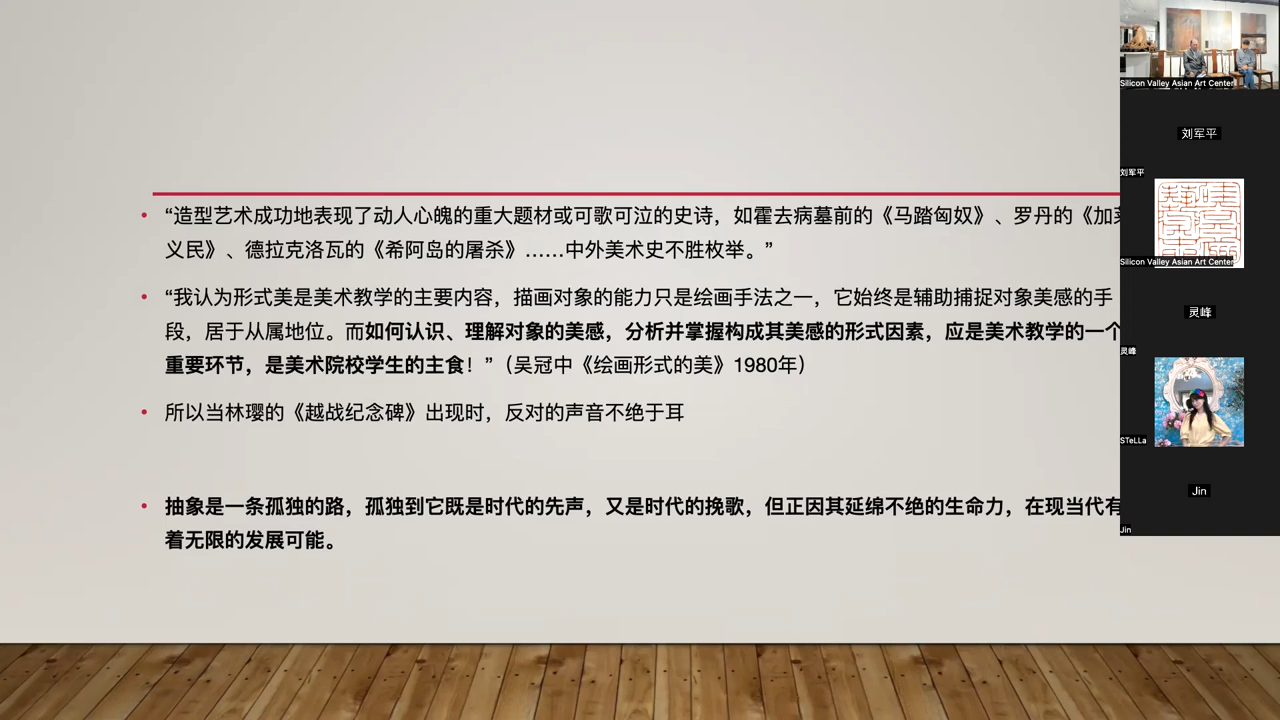 “造型艺术成功地表现了动人心魄的重大题材或可歌可泣的史诗，如霍去病墓前的《马踏匈奴》、罗丹的《加
义民》、德拉克洛瓦的《希阿岛的屠杀》……中外美术史不胜枚举。”
“我认为形式美是美术教学的主要内容，描画对象的能力只是绘画手法之一，它始终是辅助捕捉对象美感的手
段，居于从属地位。而如何认识、理解对象的美感，分析并掌握构成其美感的形式因素，应是美术教学的一个
重要环节，是美术院校学生的主食！”（吴冠中《绘画形式的美》1980年）
所以当林璎的《越战纪念碑》出现时，反对的声音不绝于耳
抽象是一条孤独的路，孤独到它既是时代的先声，又是时代的挽歌，但正因其延绵不绝的生命力，在现当代有
着无限的发展可能。
Silicon Valley Asian Art Center
刘军平
刘军平
Silicon Valley Asian Art Center
灵峰
灵峰
STeLLa
Jin
Jin